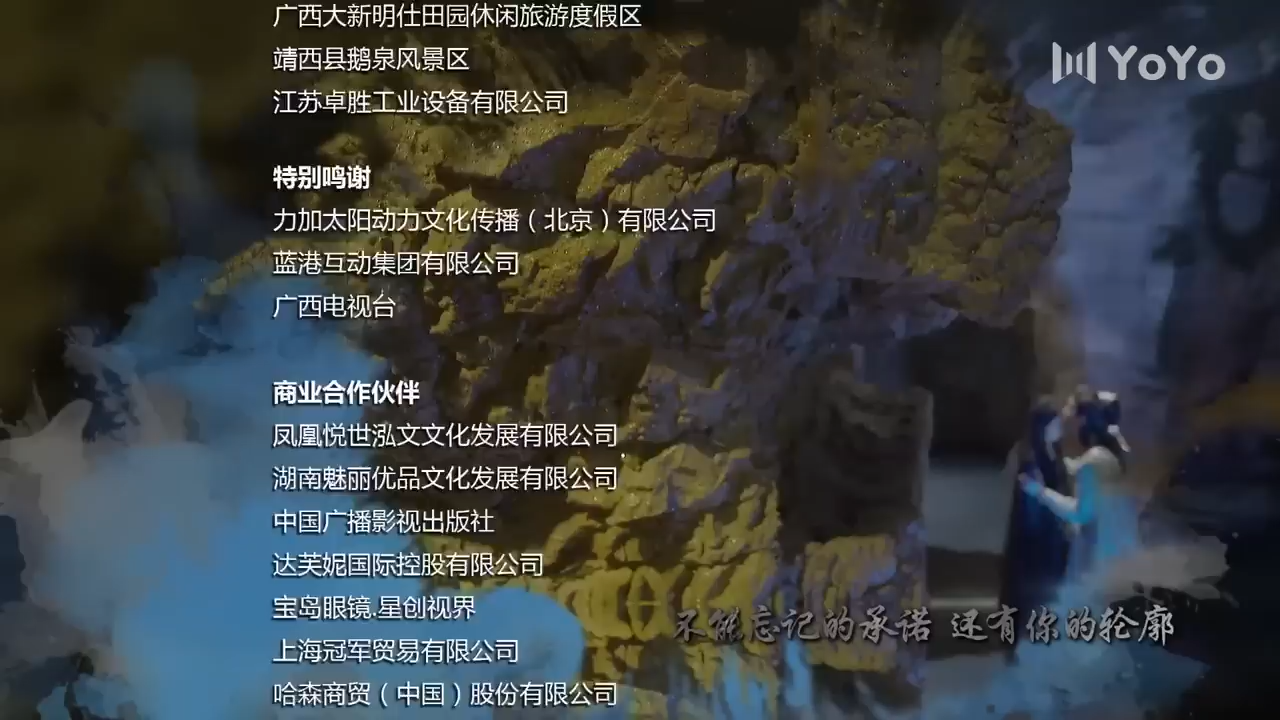 广西大新明仕田园休闲旅游度假区
靖西县鹅泉风景区
江苏卓胜工业设备有限公司
YoYo
特别鸣谢
力加太阳动力文化传播（北京）有限公司
蓝港互动集团有限公司
广西电视台
商业合作伙伴
凤凰悦世泓文文化发展有限公司
湖南魅丽优品文化发展有限公司
中国广播影视出版社
达芙妮国际控股有限公司
宝岛眼镜.星创视界
上海冠军贸易有限公司
哈森商贸（中国）股份有限公司
不能忘记的承诺 还有你的轮廓